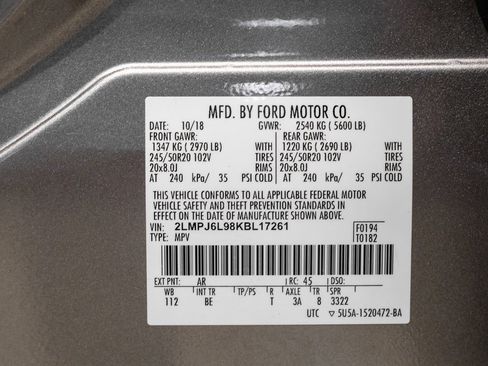 MFD. BY FORD MOTOR CO.
DATE: 10/18 GVWR: 2540 KG ( 5600 LB)
FRONT GAWR: REAR GAWR:
1347 KG ( 2970 LB) WITH 1220 KG ( 2690 LB) WITH
245/50R20 102V TIRES 245/50R20 102V TIRES
20x8.0J RIMS 20x8.0J RIMS
AT 240 kPa/ 35 PSI COLD AT 240 kPa/ 35 PSI COLD
THIS VEHICLE CONFORMS TO ALL APPLICABLE FEDERAL MOTOR
VEHICLE SAFETY AND THEFT PREVENTION STANDARDS IN
EFFECT ON THE DATE OF MANUFACTURE SHOWN ABOVE.
VIN: 2LMPJ6L98KBL17261 F0194
TYPE: MPV T0182
EXT PNT: AR RC: 45 DSO:
WB INT TR TP/PS R AXLE TR SPR
112 BE T 3A 8 3322
UTC ▽ 5U5A-1520472-BA